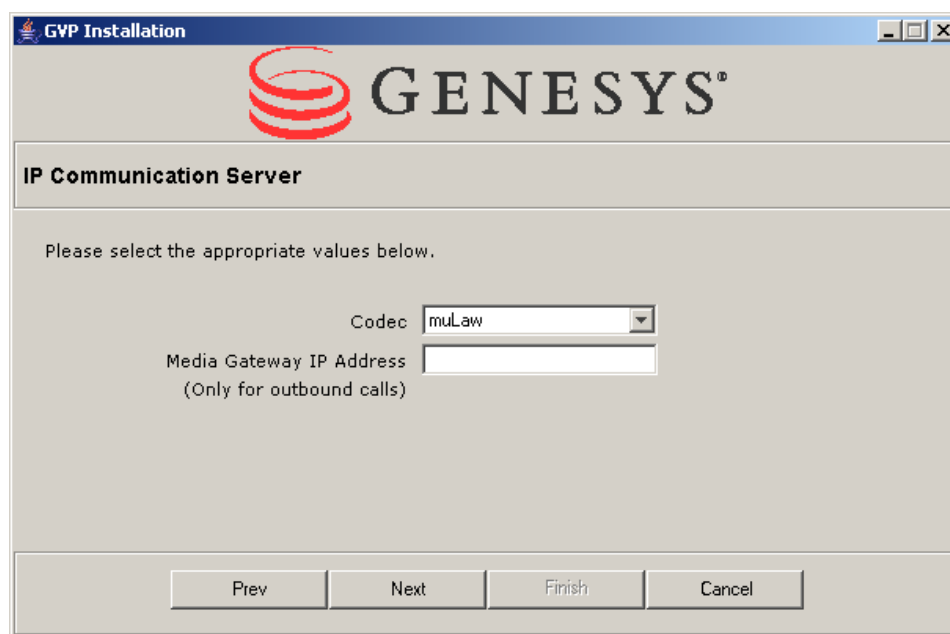 GVP Installation
GENESYS®
IP Communication Server
Please select the appropriate values below.
Codec muLaw
Media Gateway IP Address
(Only for outbound calls)
Prev Next Finish Cancel